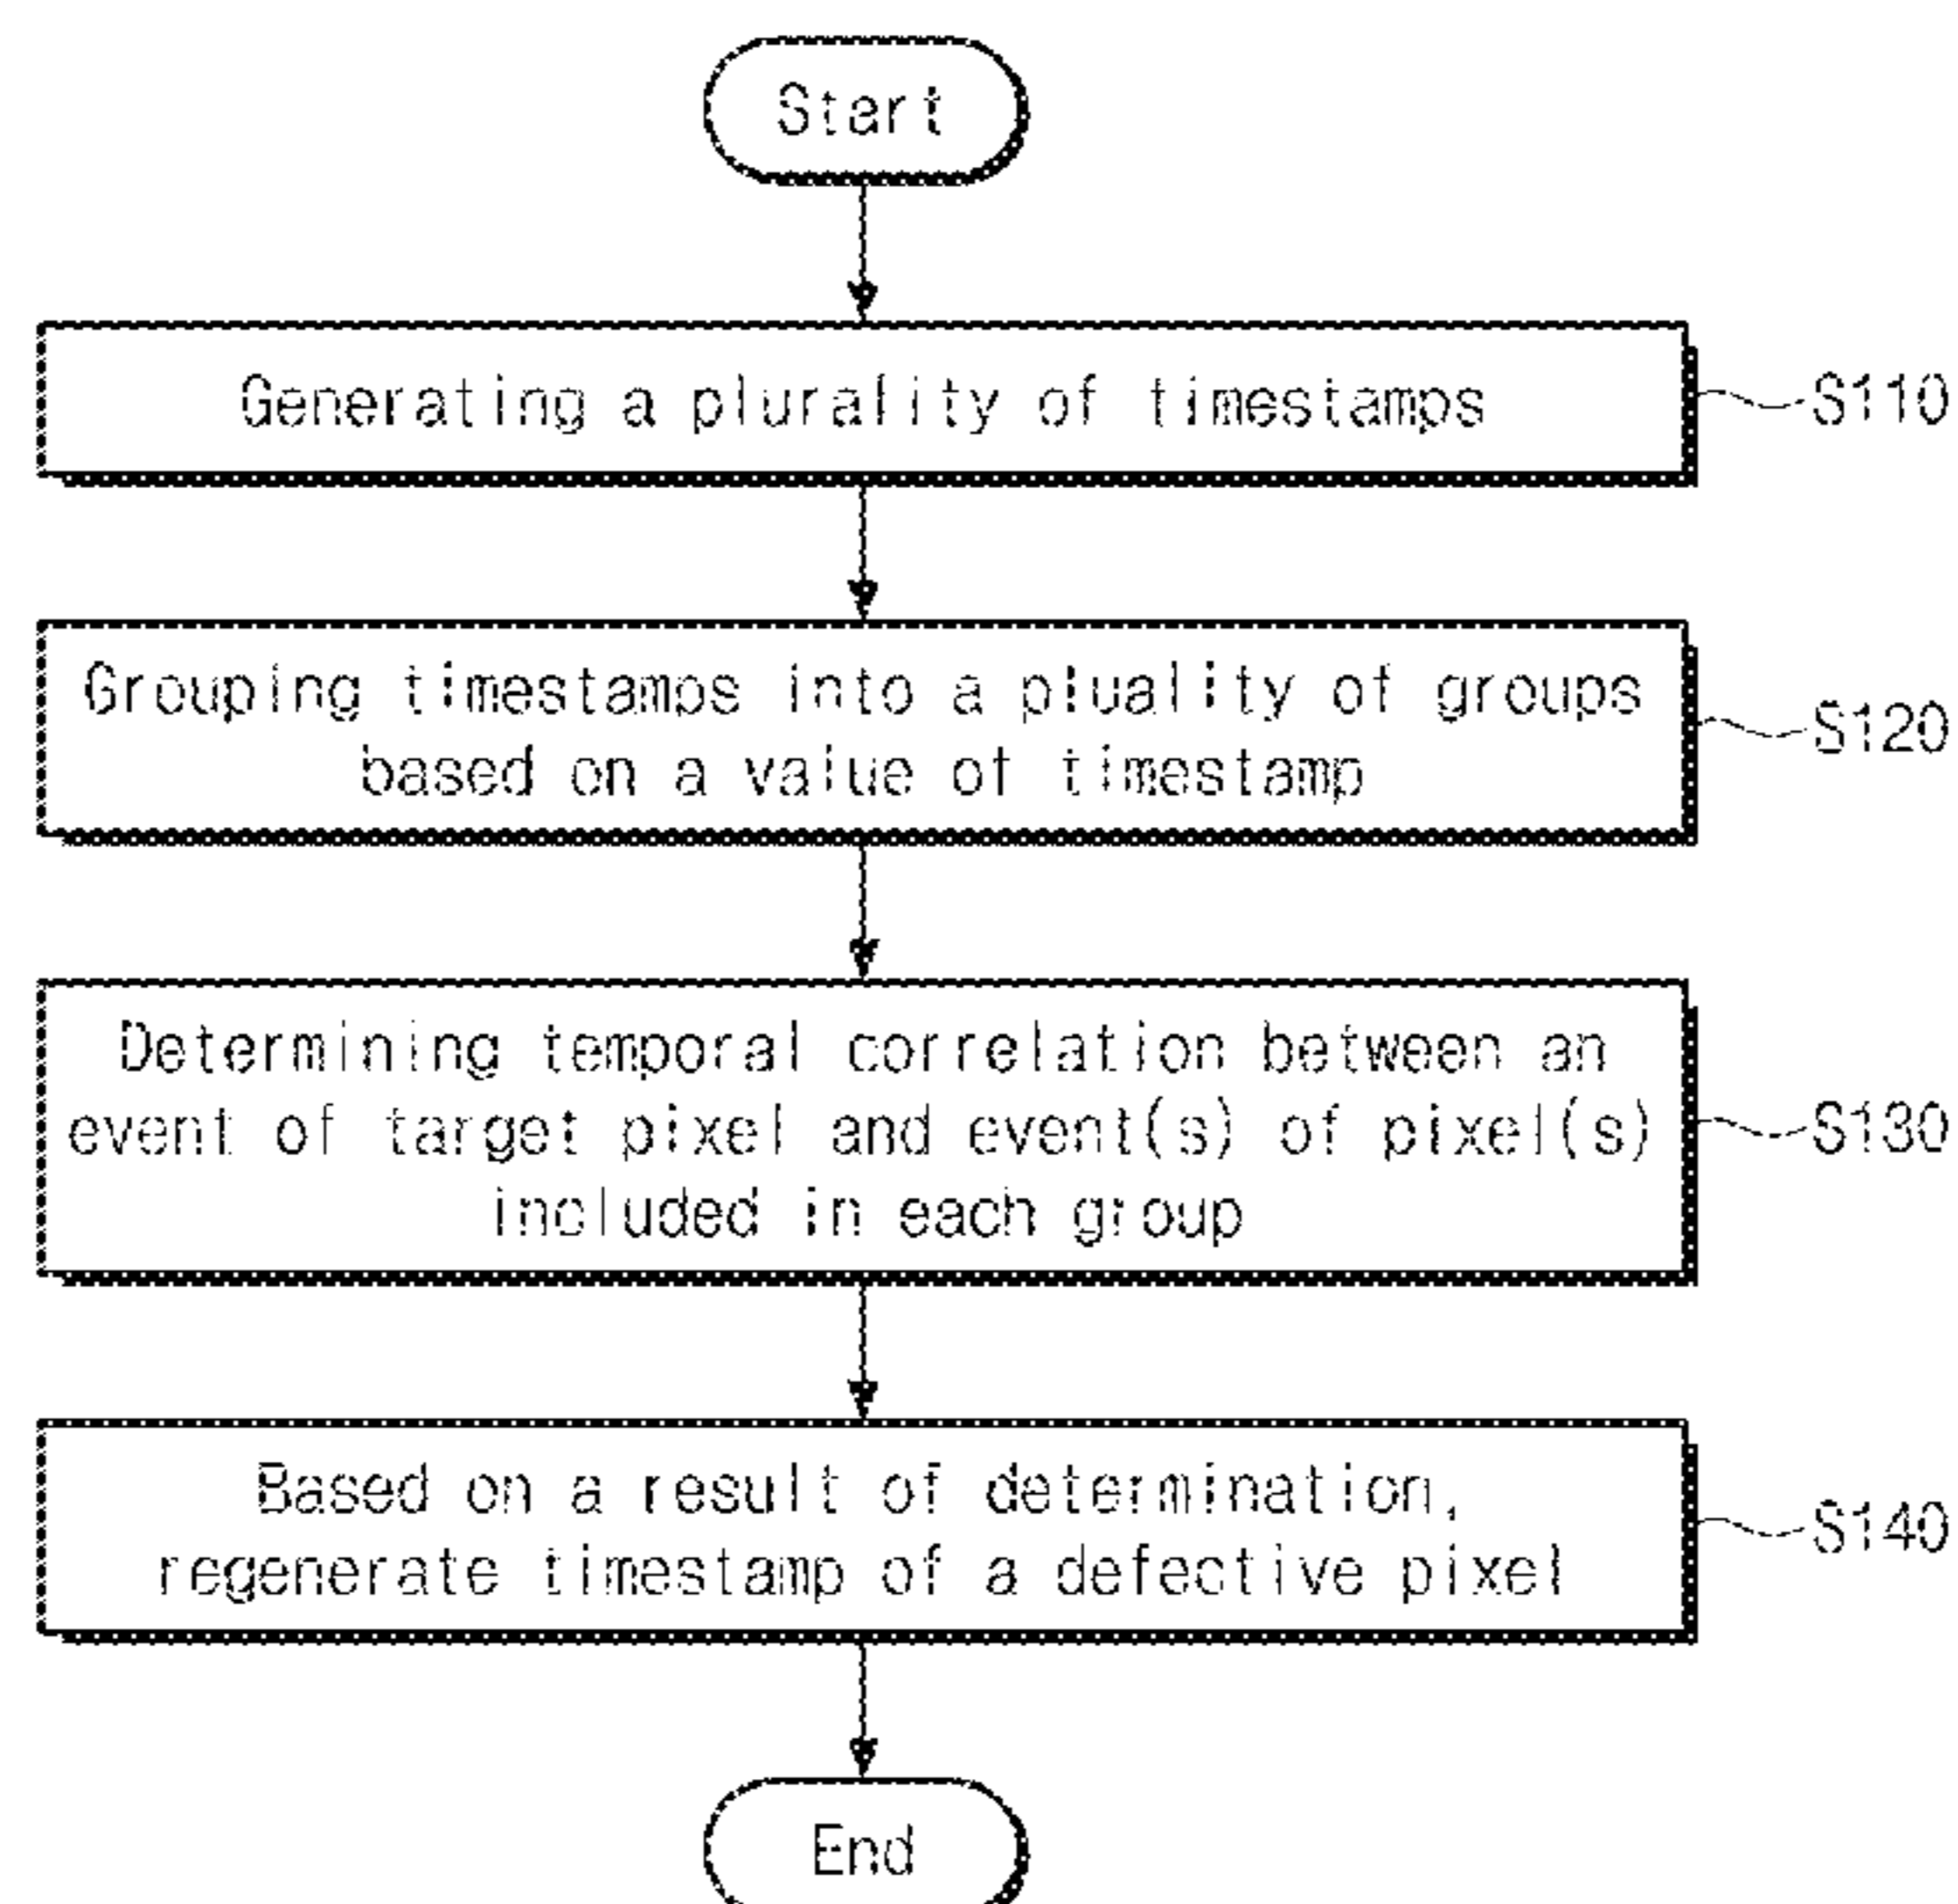 Start
Generating a plurality of timestamps
S110
Grouping timestamps into a pluality of groups
based on a value of timestamp
S120
Determining temporal correlation between an
event of target pixel and event(s) of pixel(s)
included in each group
S130
Based on a result of determination,
regenerate timestamp of a defective pixel
S140
End